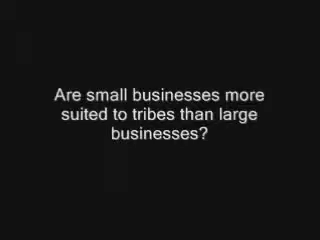 Are small businesses more
suited to tribes than large
businesses?